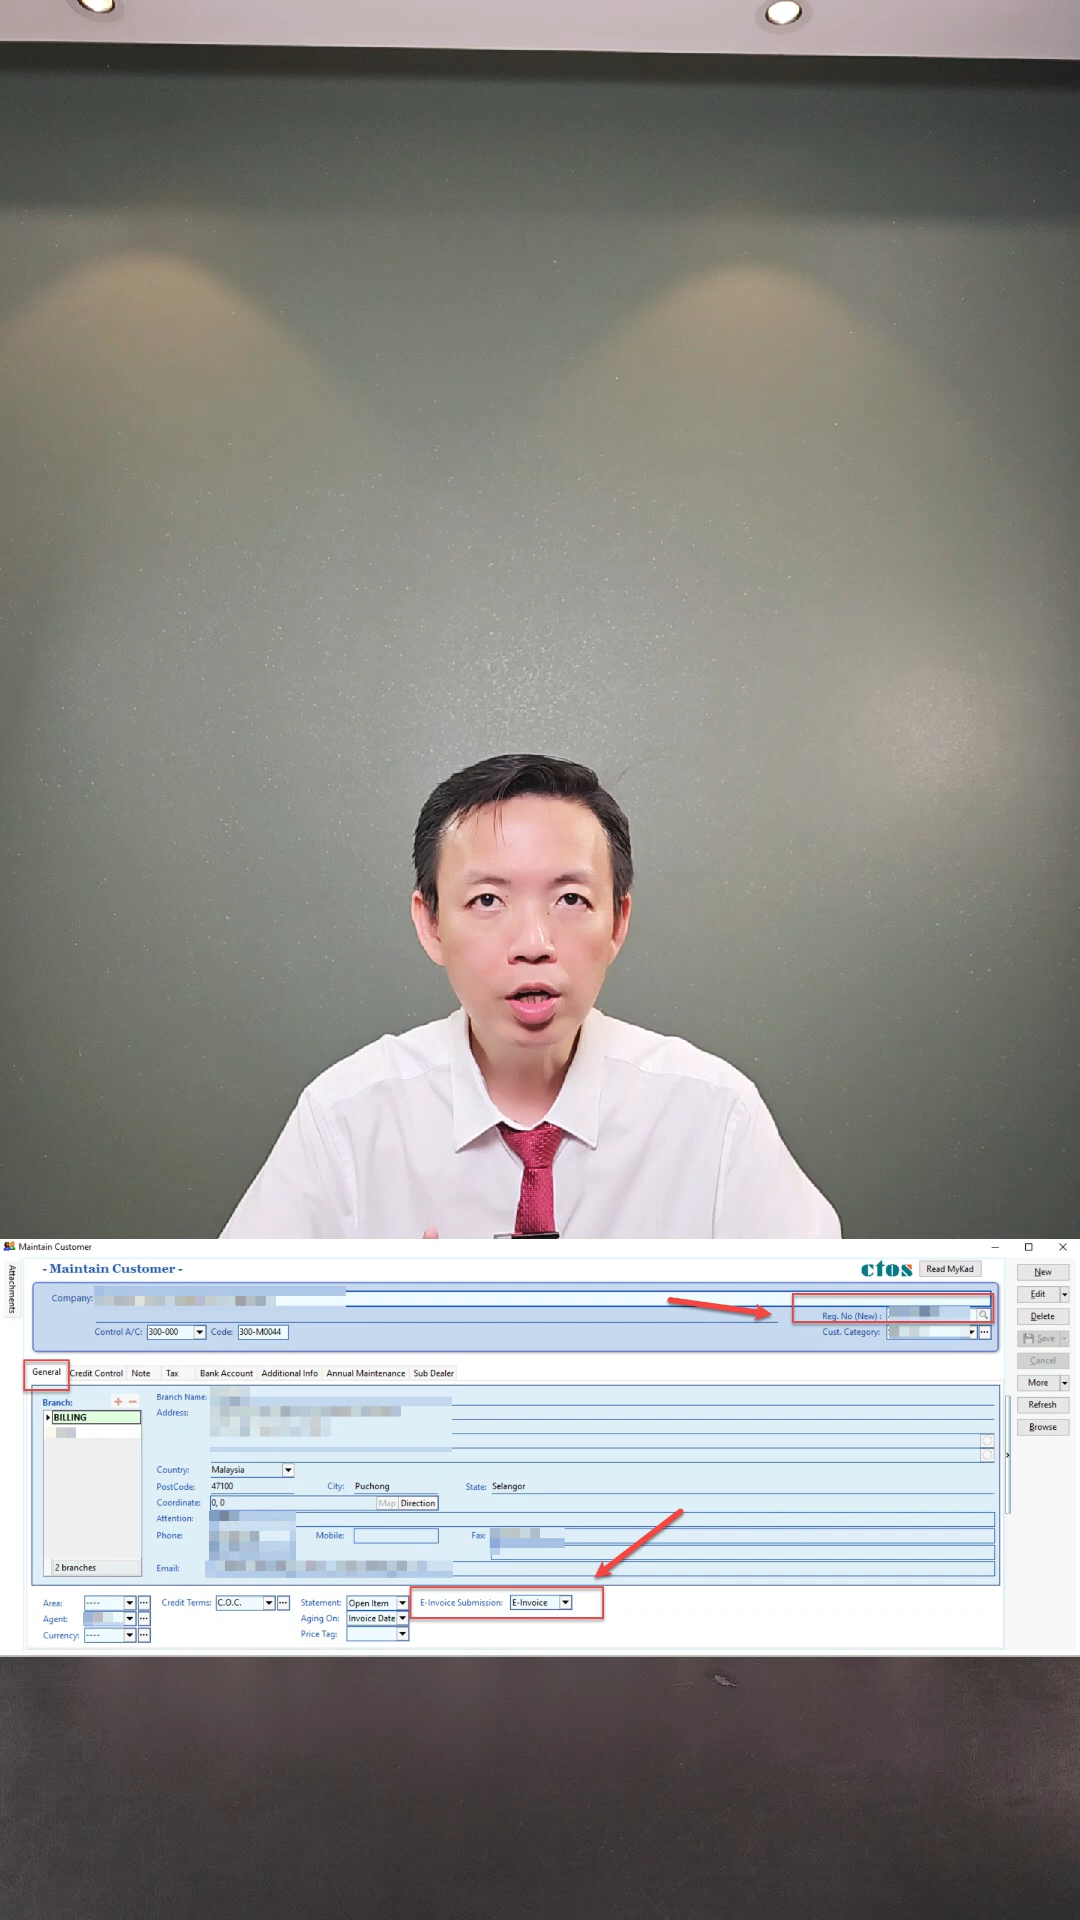 Maintain Customer
Attachments
- Maintain Customer -
ctos
Read MyKad
Company:
Reg. No (New) :
Control A/C: 300-000 Code: 300-M0044
Cust. Category:
General Credit Control Note Tax Bank Account Additional Info Annual Maintenance Sub Dealer
Branch:
BILLING
2 branches
Branch Name:
Address:
Country: Malaysia
PostCode: 47100 City: Puchong State: Selangor
Coordinate: 0, 0 Map Direction
Attention:
Phone: Mobile: Fax:
Email:
Area: ---- Credit Terms: C.O.C. Statement: Open Item E-Invoice Submission: E-Invoice
Agent: Aging On: Invoice Date
Currency: ---- Price Tag:
New
Edit
Delete
Save
Cancel
More
Refresh
Browse